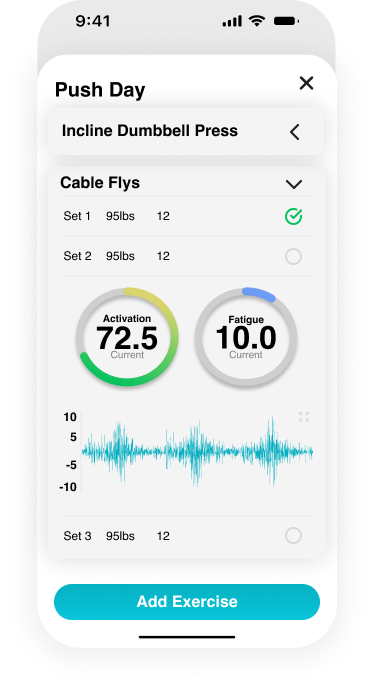 9:41
Push Day
Incline Dumbbell Press
Cable Flys
Set 1 95lbs 12
Set 2 95lbs 12
Activation
72.5
Current
Fatigue
10.0
Current
10
5
-5
-10
Set 3 95lbs 12
Add Exercise